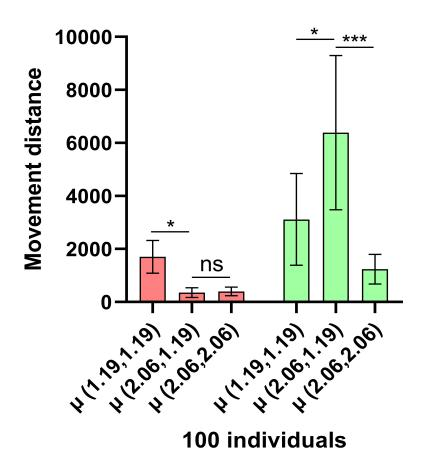 10000
8000
6000
4000
2000
0
Movement distance
*
ns
*
***
μ (1.19,1.19)
μ (2.06,1.19)
μ (2.06,2.06)
μ (1.19,1.19)
μ (2.06,1.19)
μ (2.06,2.06)
100 individuals